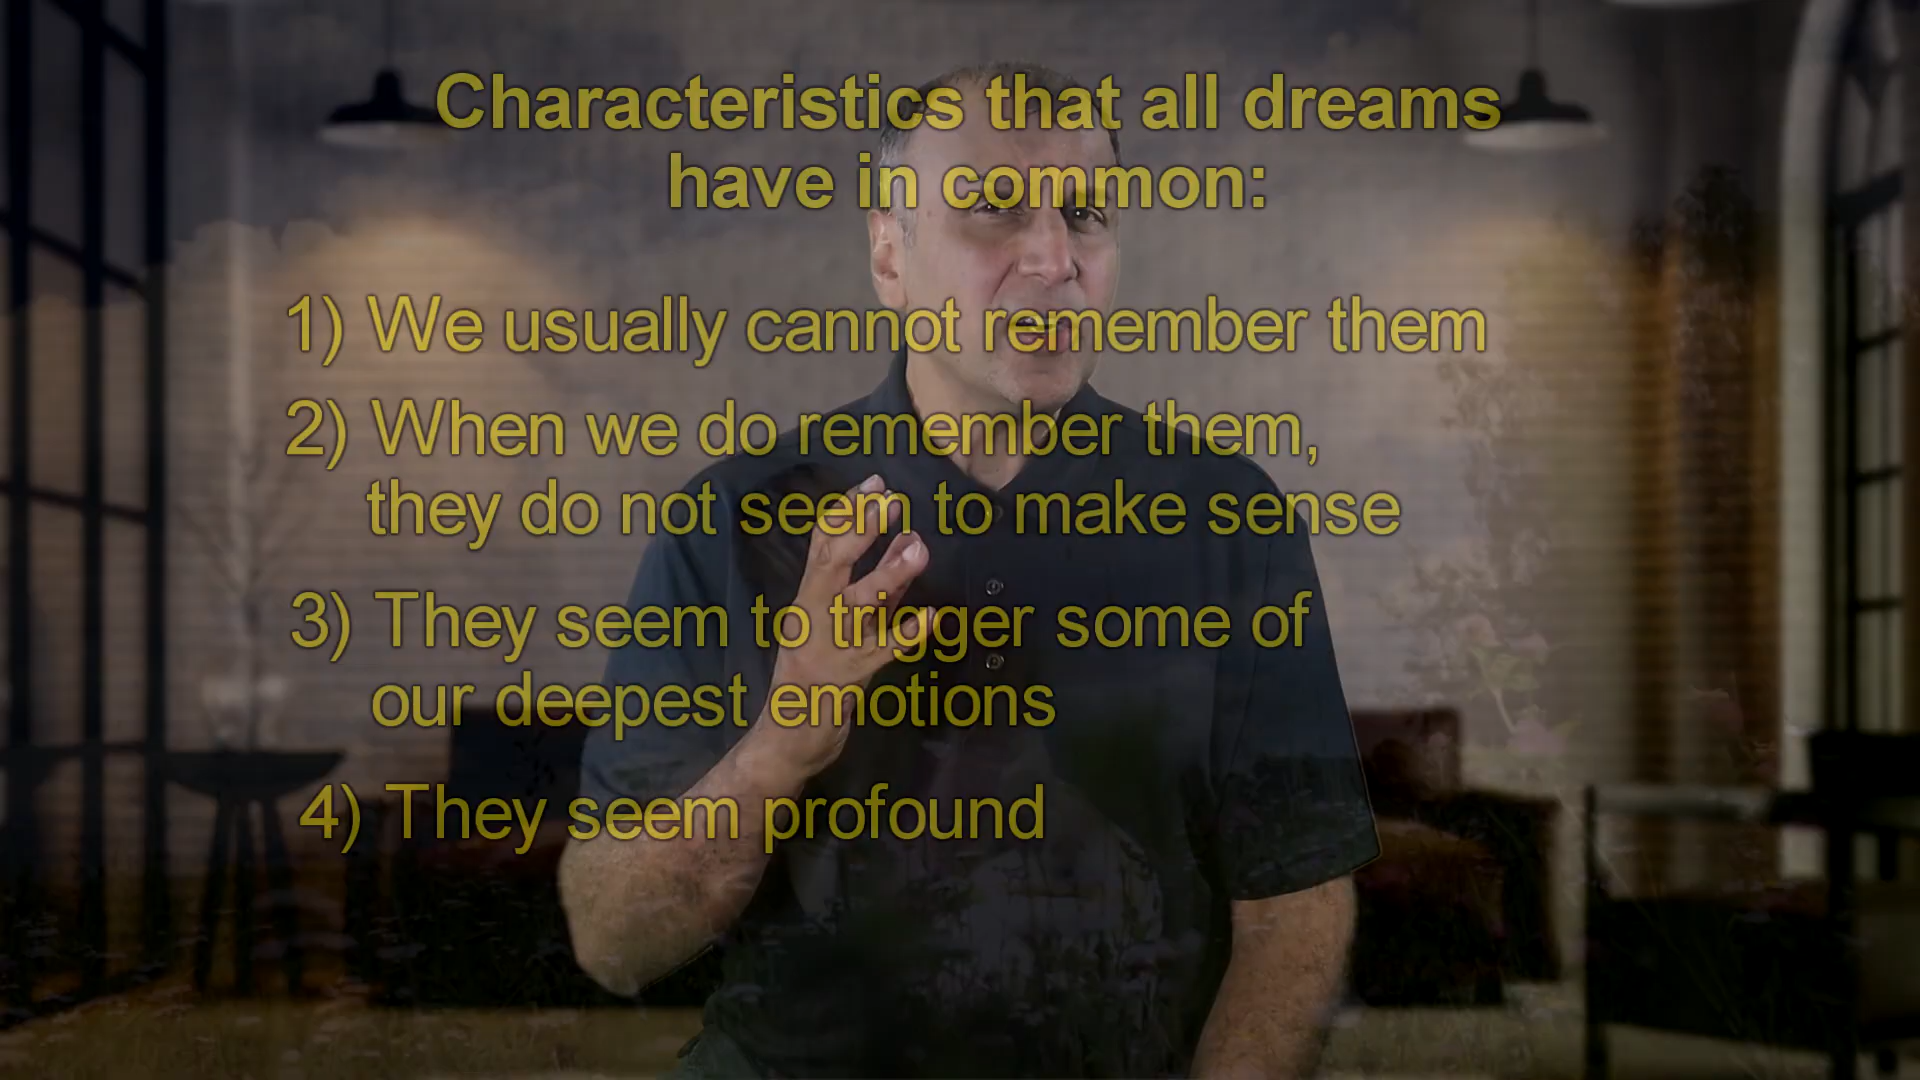 Characteristics that all dreams
have in common:
1) We usually cannot remember them
2) When we do remember them,
they do not seem to make sense
3) They seem to trigger some of
our deepest emotions
4) They seem profound